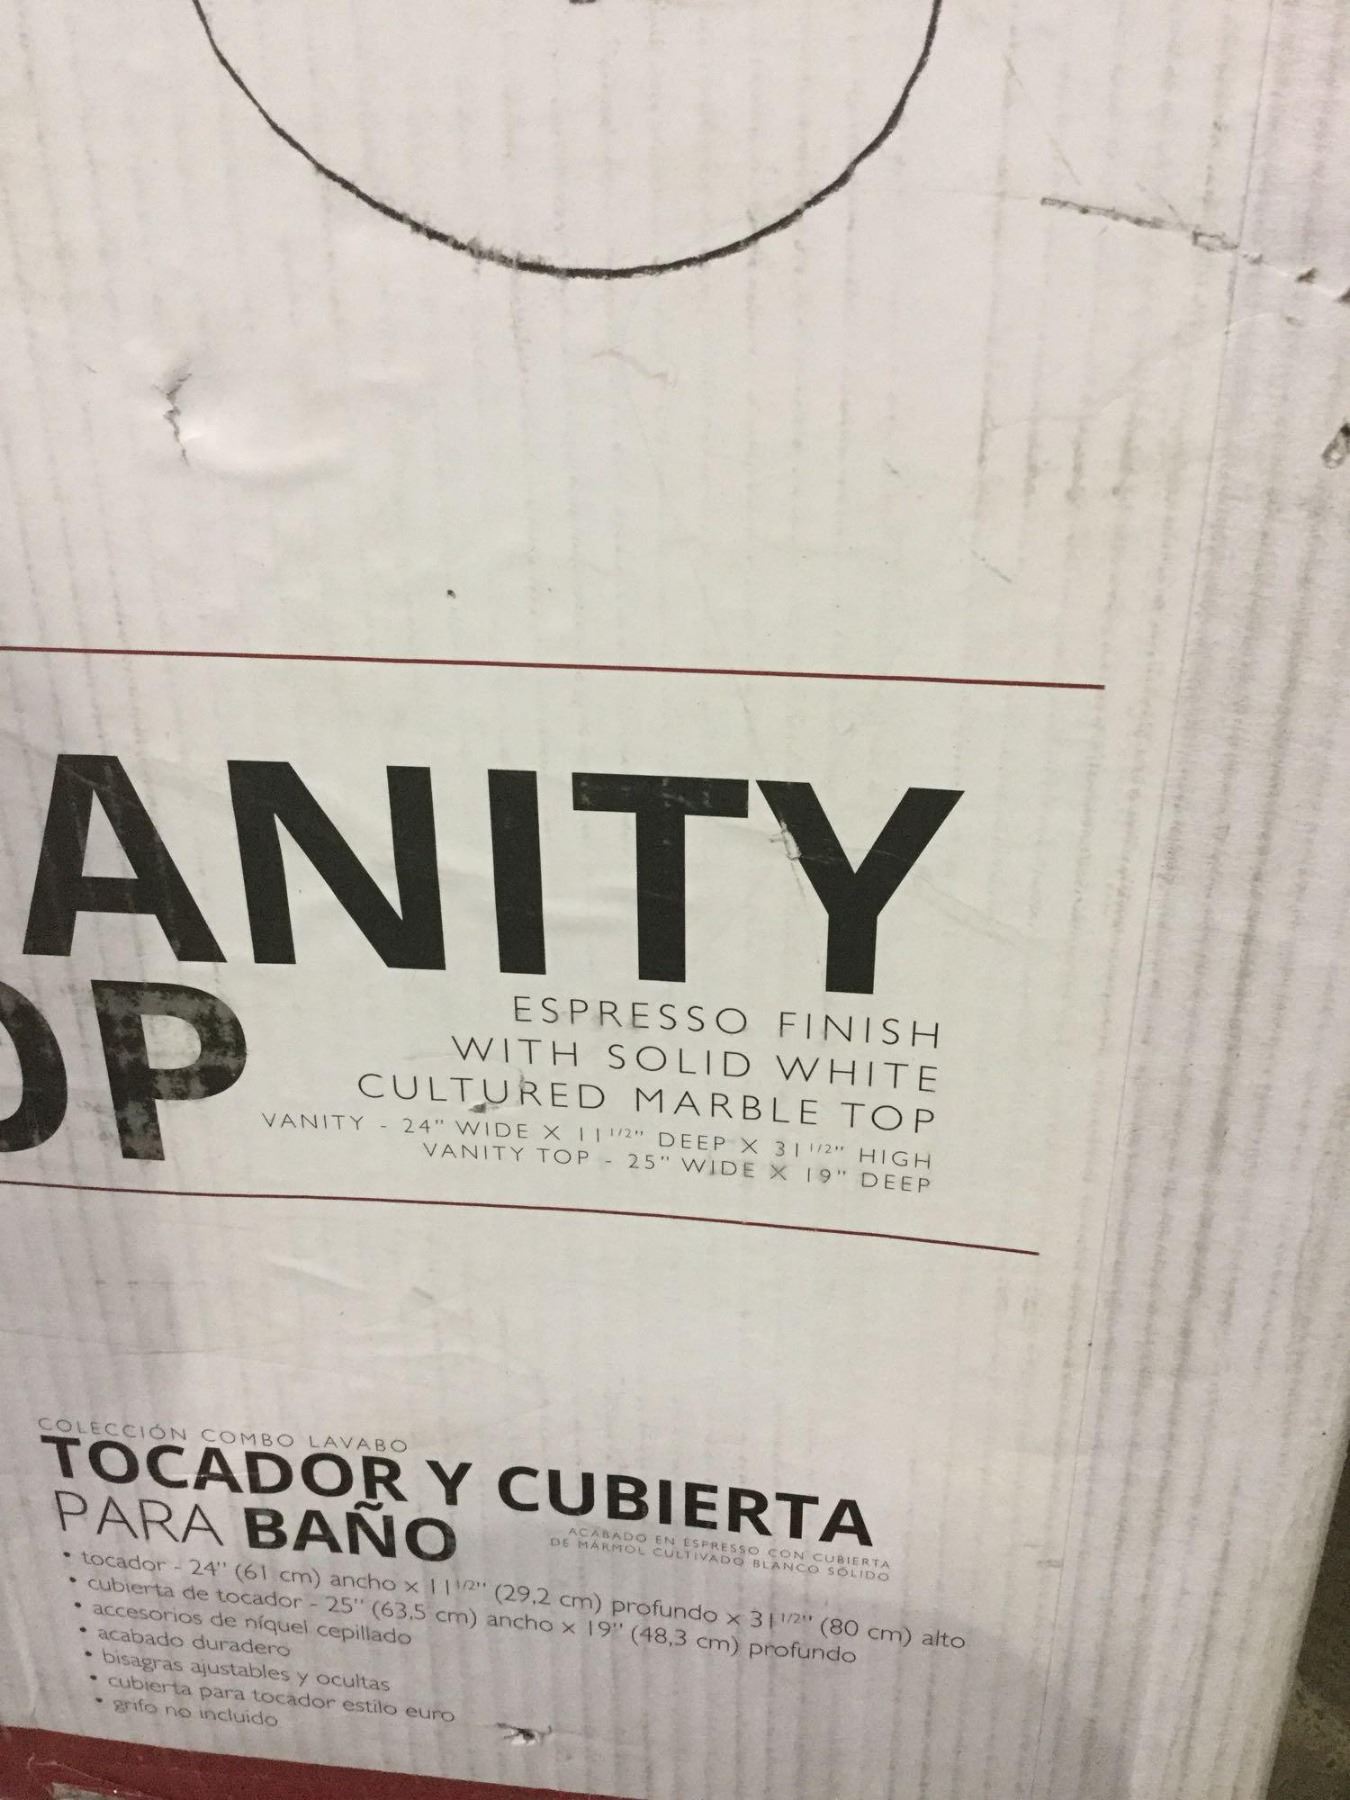 ANITY
OP
ESPRESSO FINISH
WITH SOLID WHITE
CULTURED MARBLE TOP
VANITY - 24" WIDE X 11 1/2" DEEP X 31 1/2" HIGH
VANITY TOP - 25" WIDE X 19" DEEP
COLECCIÓN COMBO LAVABO
TOCADOR Y CUBIERTA
PARA BAÑO
ACABADO EN ESPRESSO CON CUBIERTA
DE MÁRMOL CULTIVADO BLANCO SÓLIDO
• tocador - 24" (61 cm) ancho x 11 1/2" (29,2 cm) profundo x 31 1/2" (80 cm) alto
• cubierta de tocador - 25" (63,5 cm) ancho x 19" (48,3 cm) profundo
• accesorios de níquel cepillado
• acabado duradero
• bisagras ajustables y ocultas
• cubierta para tocador estilo euro
• grifo no incluido